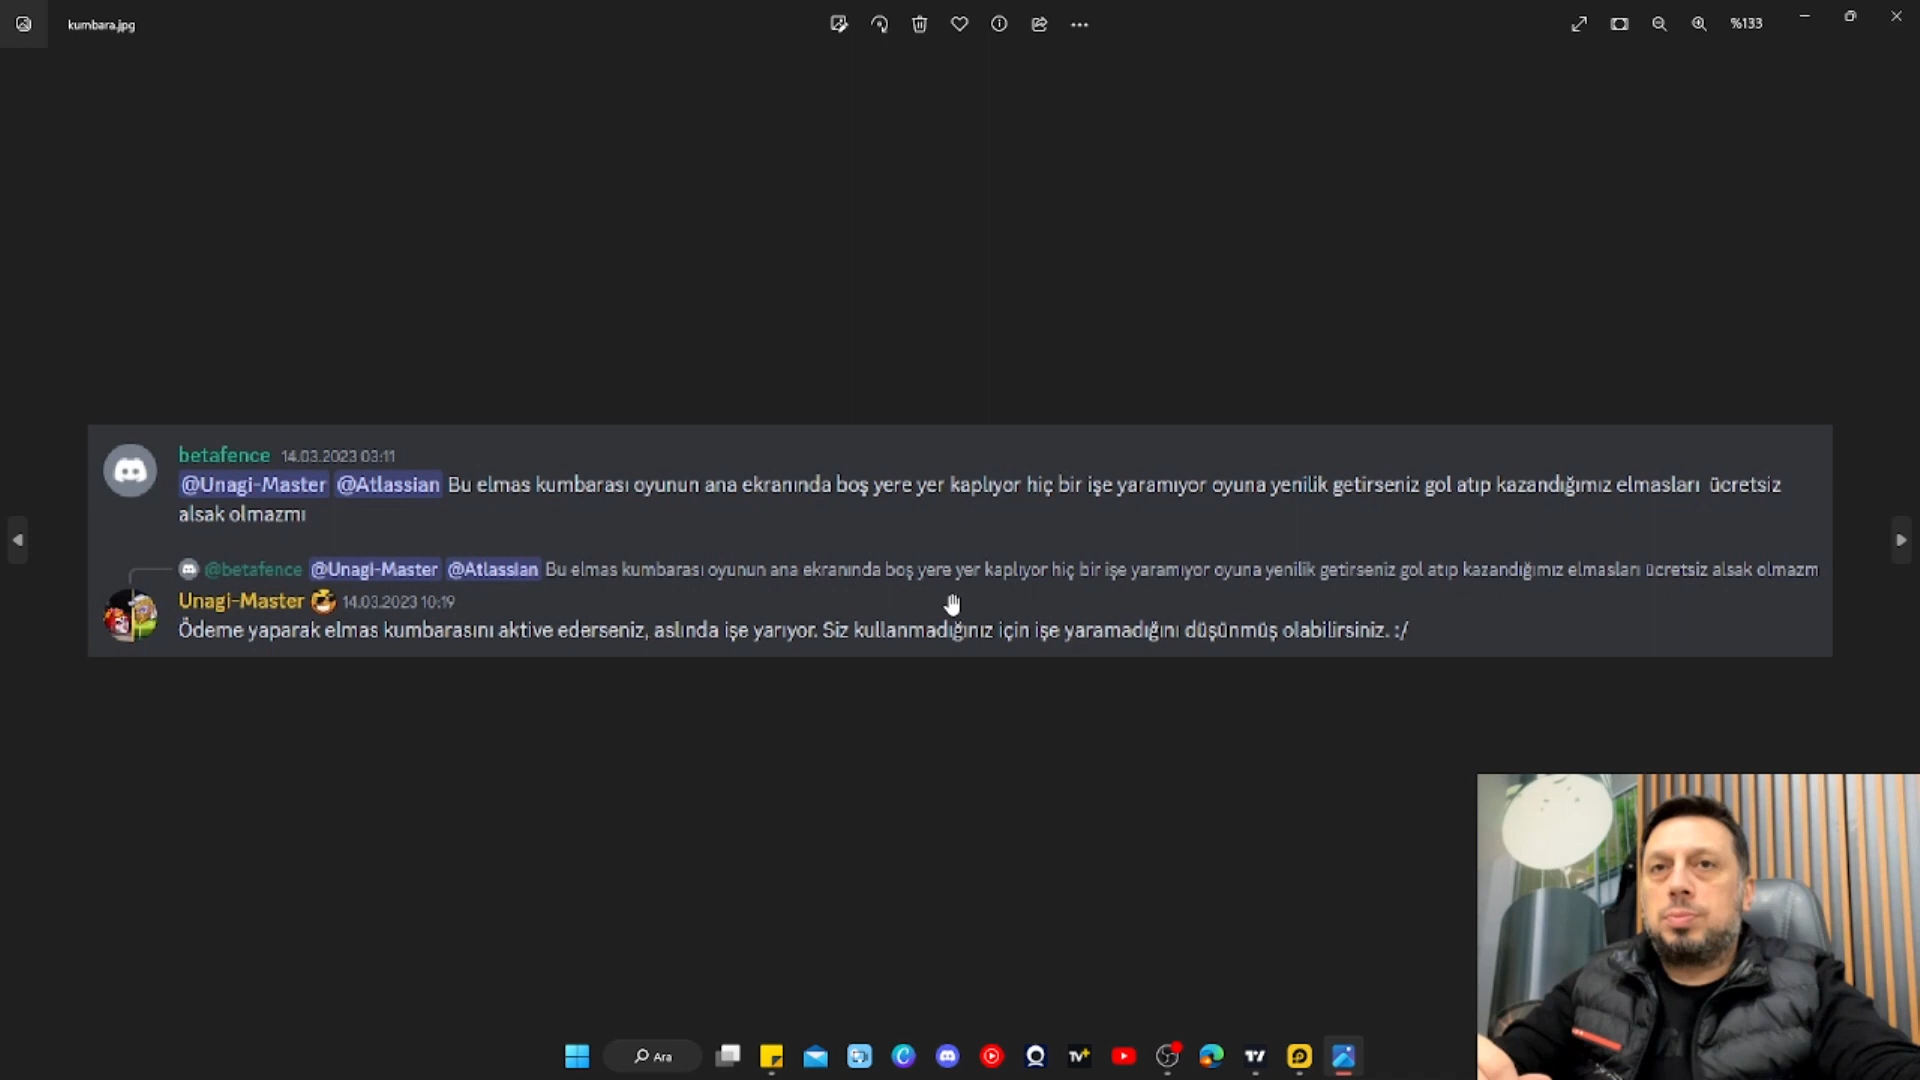 kumbara.jpg
%133
betafence 14.03.2023 03:11
@Unagi-Master @Atlassian Bu elmas kumbarası oyunun ana ekranında boş yere yer kaplıyor hiç bir işe yaramıyor oyuna yenilik getirseniz gol atıp kazandığımız elmasları ücretsiz
alsak olmazmı
@betafence @Unagi-Master @Atlassian Bu elmas kumbarası oyunun ana ekranında boş yere yer kaplıyor hiç bir işe yaramıyor oyuna yenilik getirseniz gol atıp kazandığımız elmasları ücretsiz alsak olmazm
Unagi-Master 14.03.2023 10:19
Ödeme yaparak elmas kumbarasını aktive ederseniz, aslında işe yarıyor. Siz kullanmadığınız için işe yaramadığını düşünmüş olabilirsiniz. :/
Ara
TV+